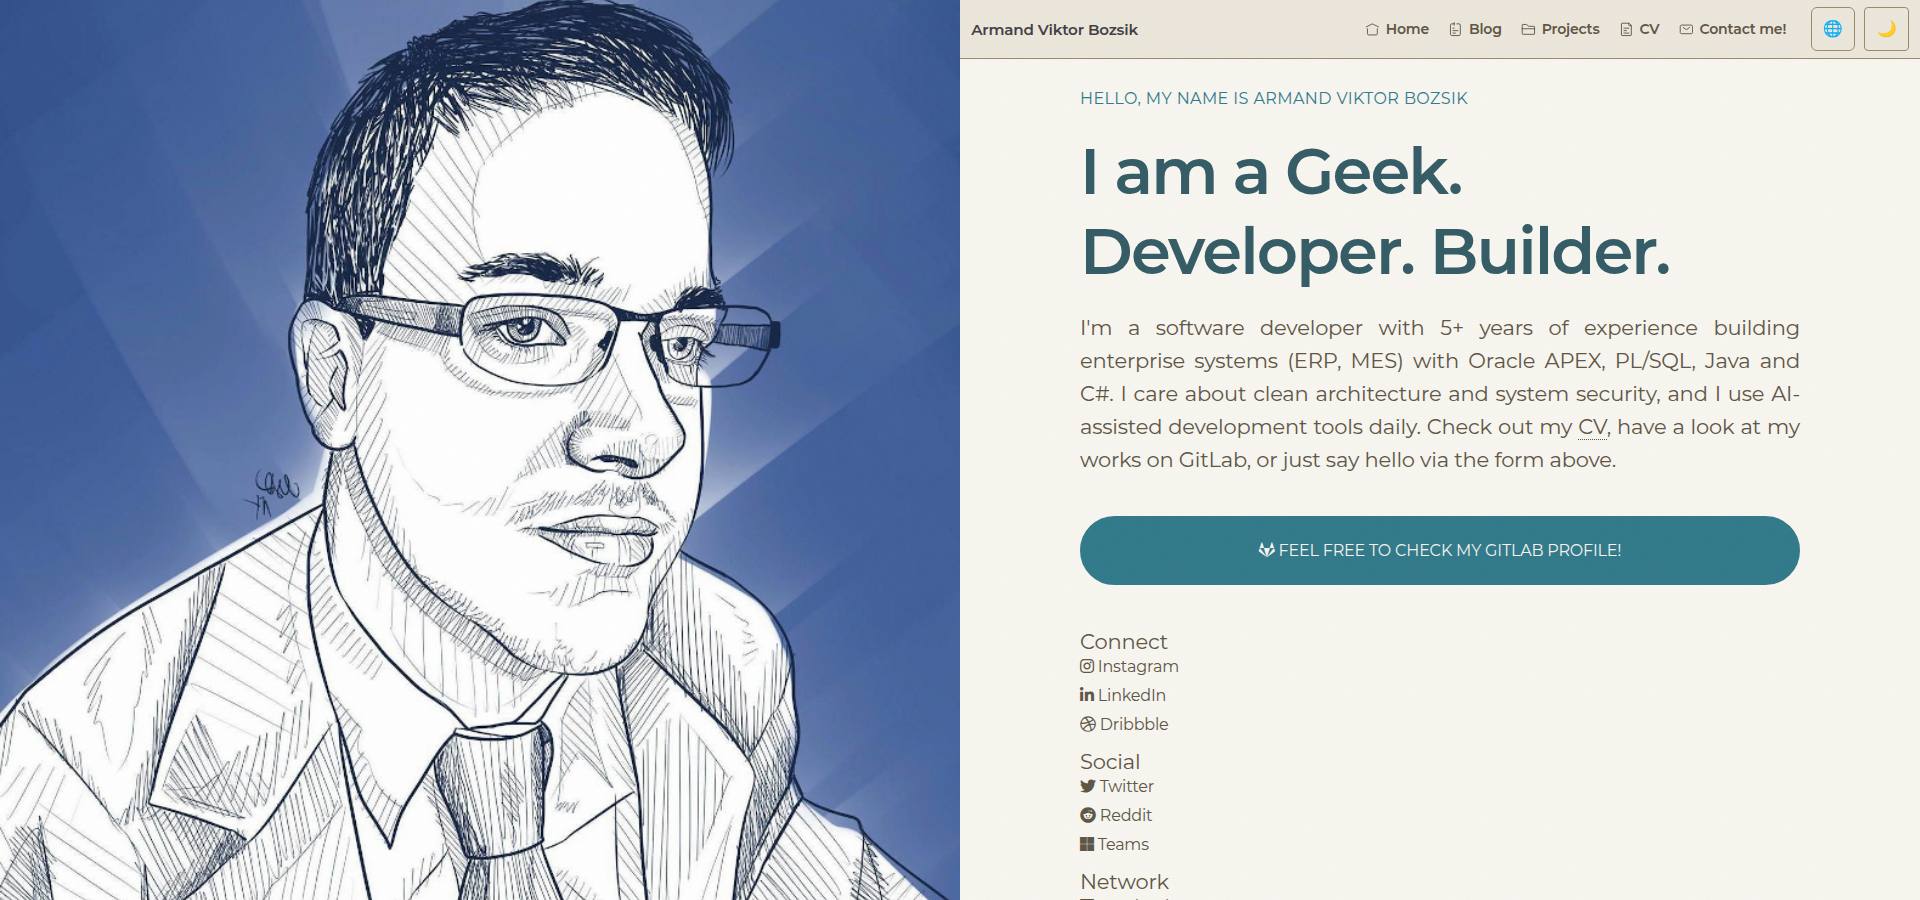 Armand Viktor Bozsik
Home Blog Projects CV Contact me!
HELLO, MY NAME IS ARMAND VIKTOR BOZSIK
I am a Geek.
Developer. Builder.
I'm a software developer with 5+ years of experience building
enterprise systems (ERP, MES) with Oracle APEX, PL/SQL, Java and
C#. I care about clean architecture and system security, and I use AI-
assisted development tools daily. Check out my CV, have a look at my
works on GitLab, or just say hello via the form above.
FEEL FREE TO CHECK MY GITLAB PROFILE!
Connect
Instagram
LinkedIn
Dribbble
Social
Twitter
Reddit
Teams
Network